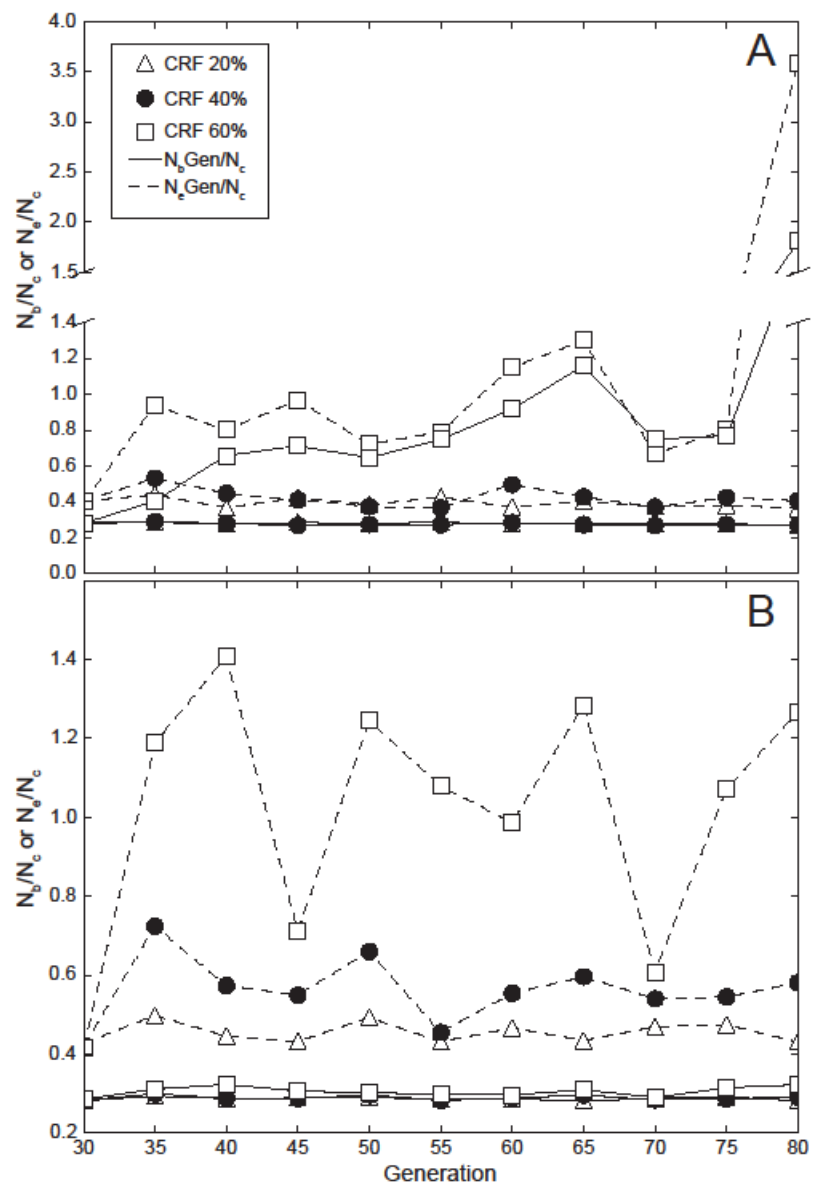 4.0
A
CRF 20%
3.5
CRF 40%
3.0
CRF 60%
NbGen/Nc
2.5
NeGen/Nc
2.0
Nb/Nc or Ne/Nc
1.5
1.4
1.2
1.0
0.8
0.6
0.4
0.2
0.0
B
1.4
1.2
Nb/Nc or Ne/Nc
1.0
0.8
0.6
0.4
0.2
30 35 40 45 50 55 60 65 70 75 80
Generation